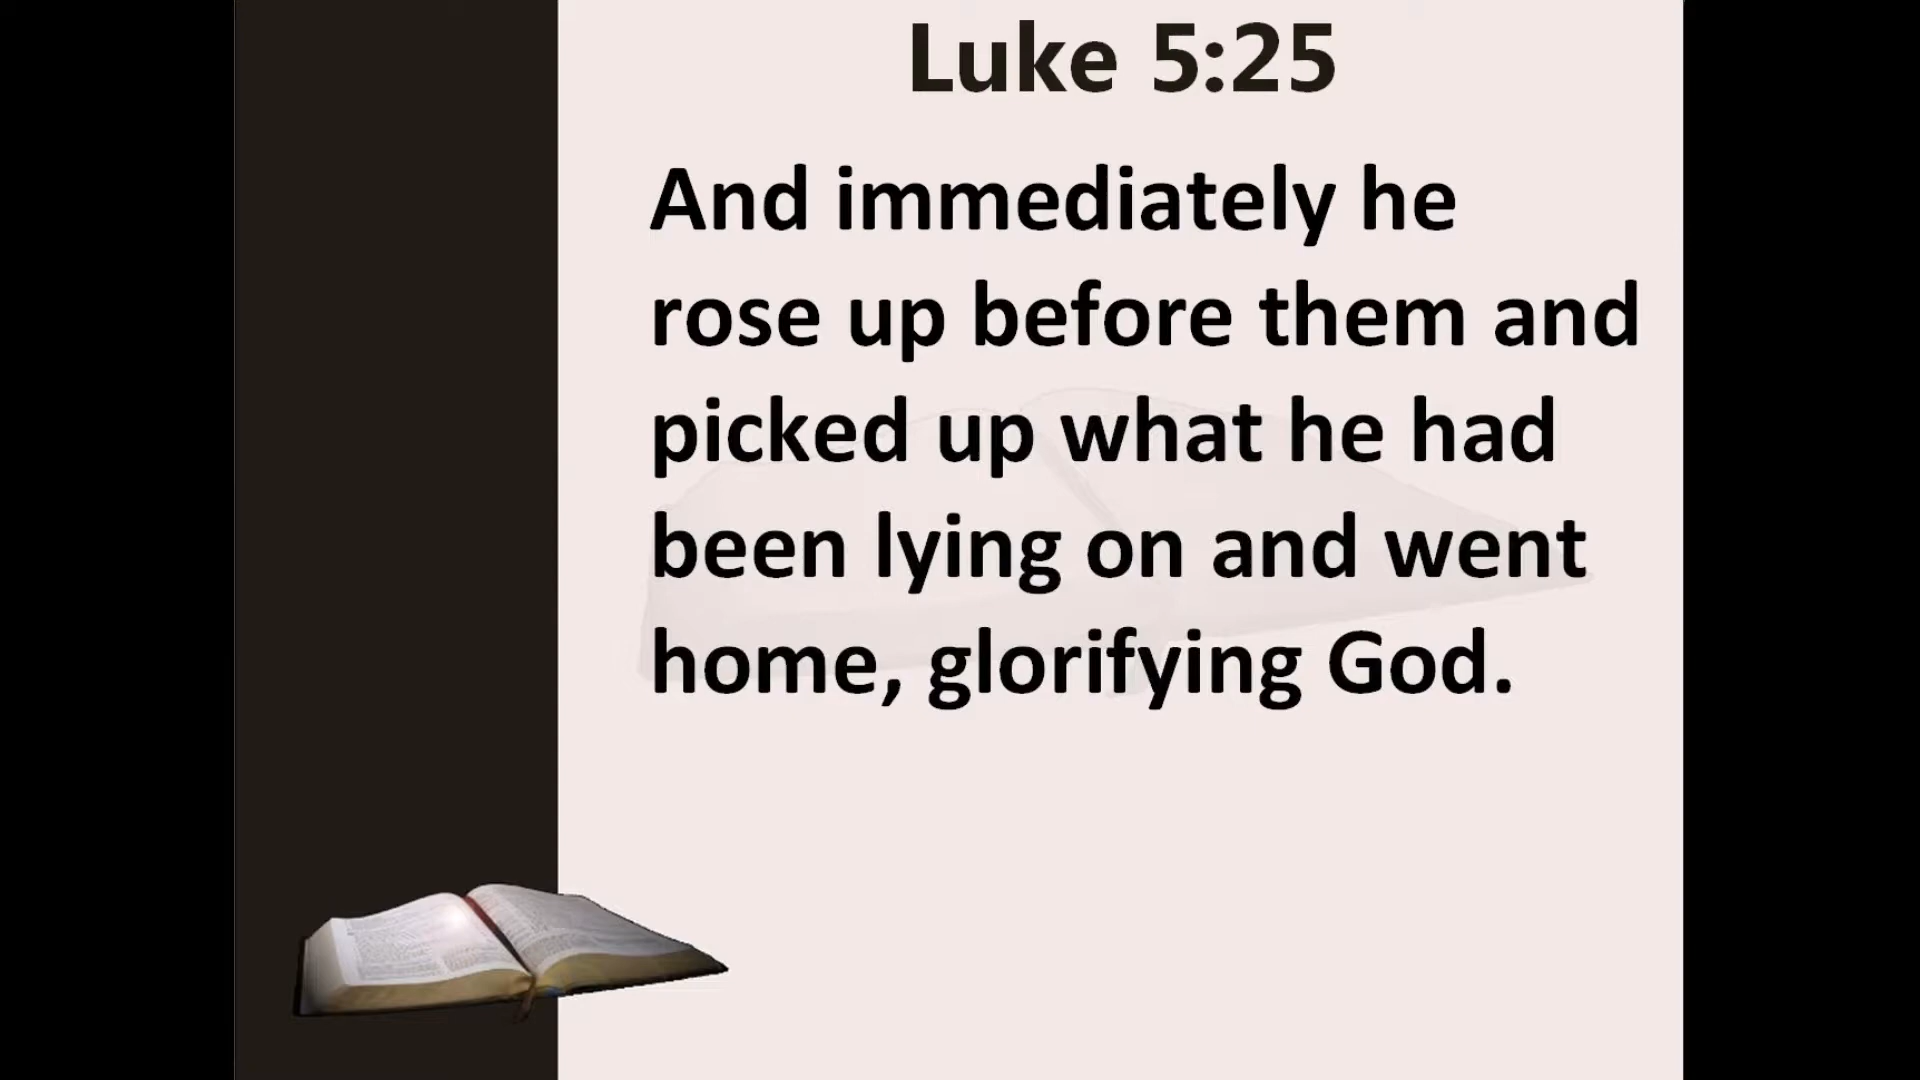 Luke 5:25
And immediately he
rose up before them and
picked up what he had
been lying on and went
home, glorifying God.